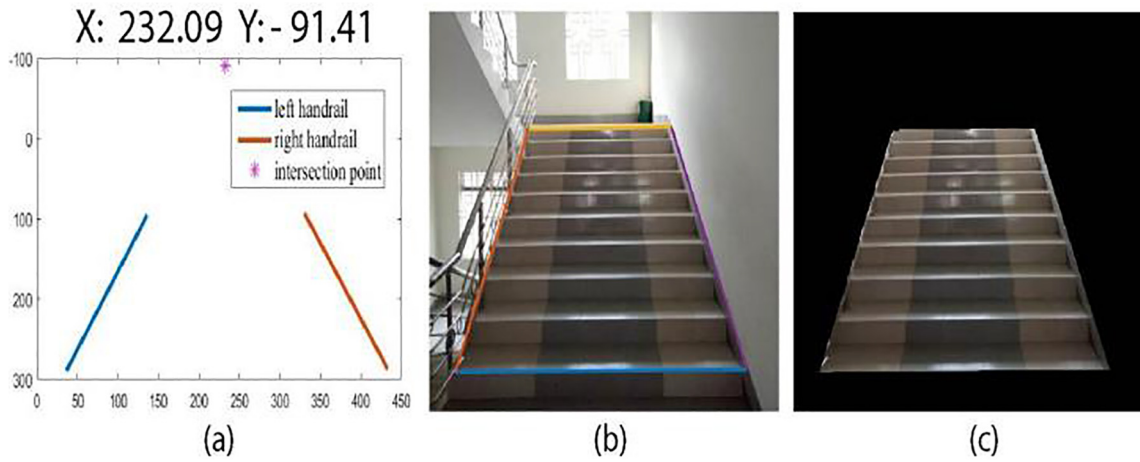 X: 232.09 Y:- 91.41
-100
0
100
200
300
0 50 100 150 200 250 300 350 400 450
left handrail
right handrail
intersection point
(a)
(b)
(c)